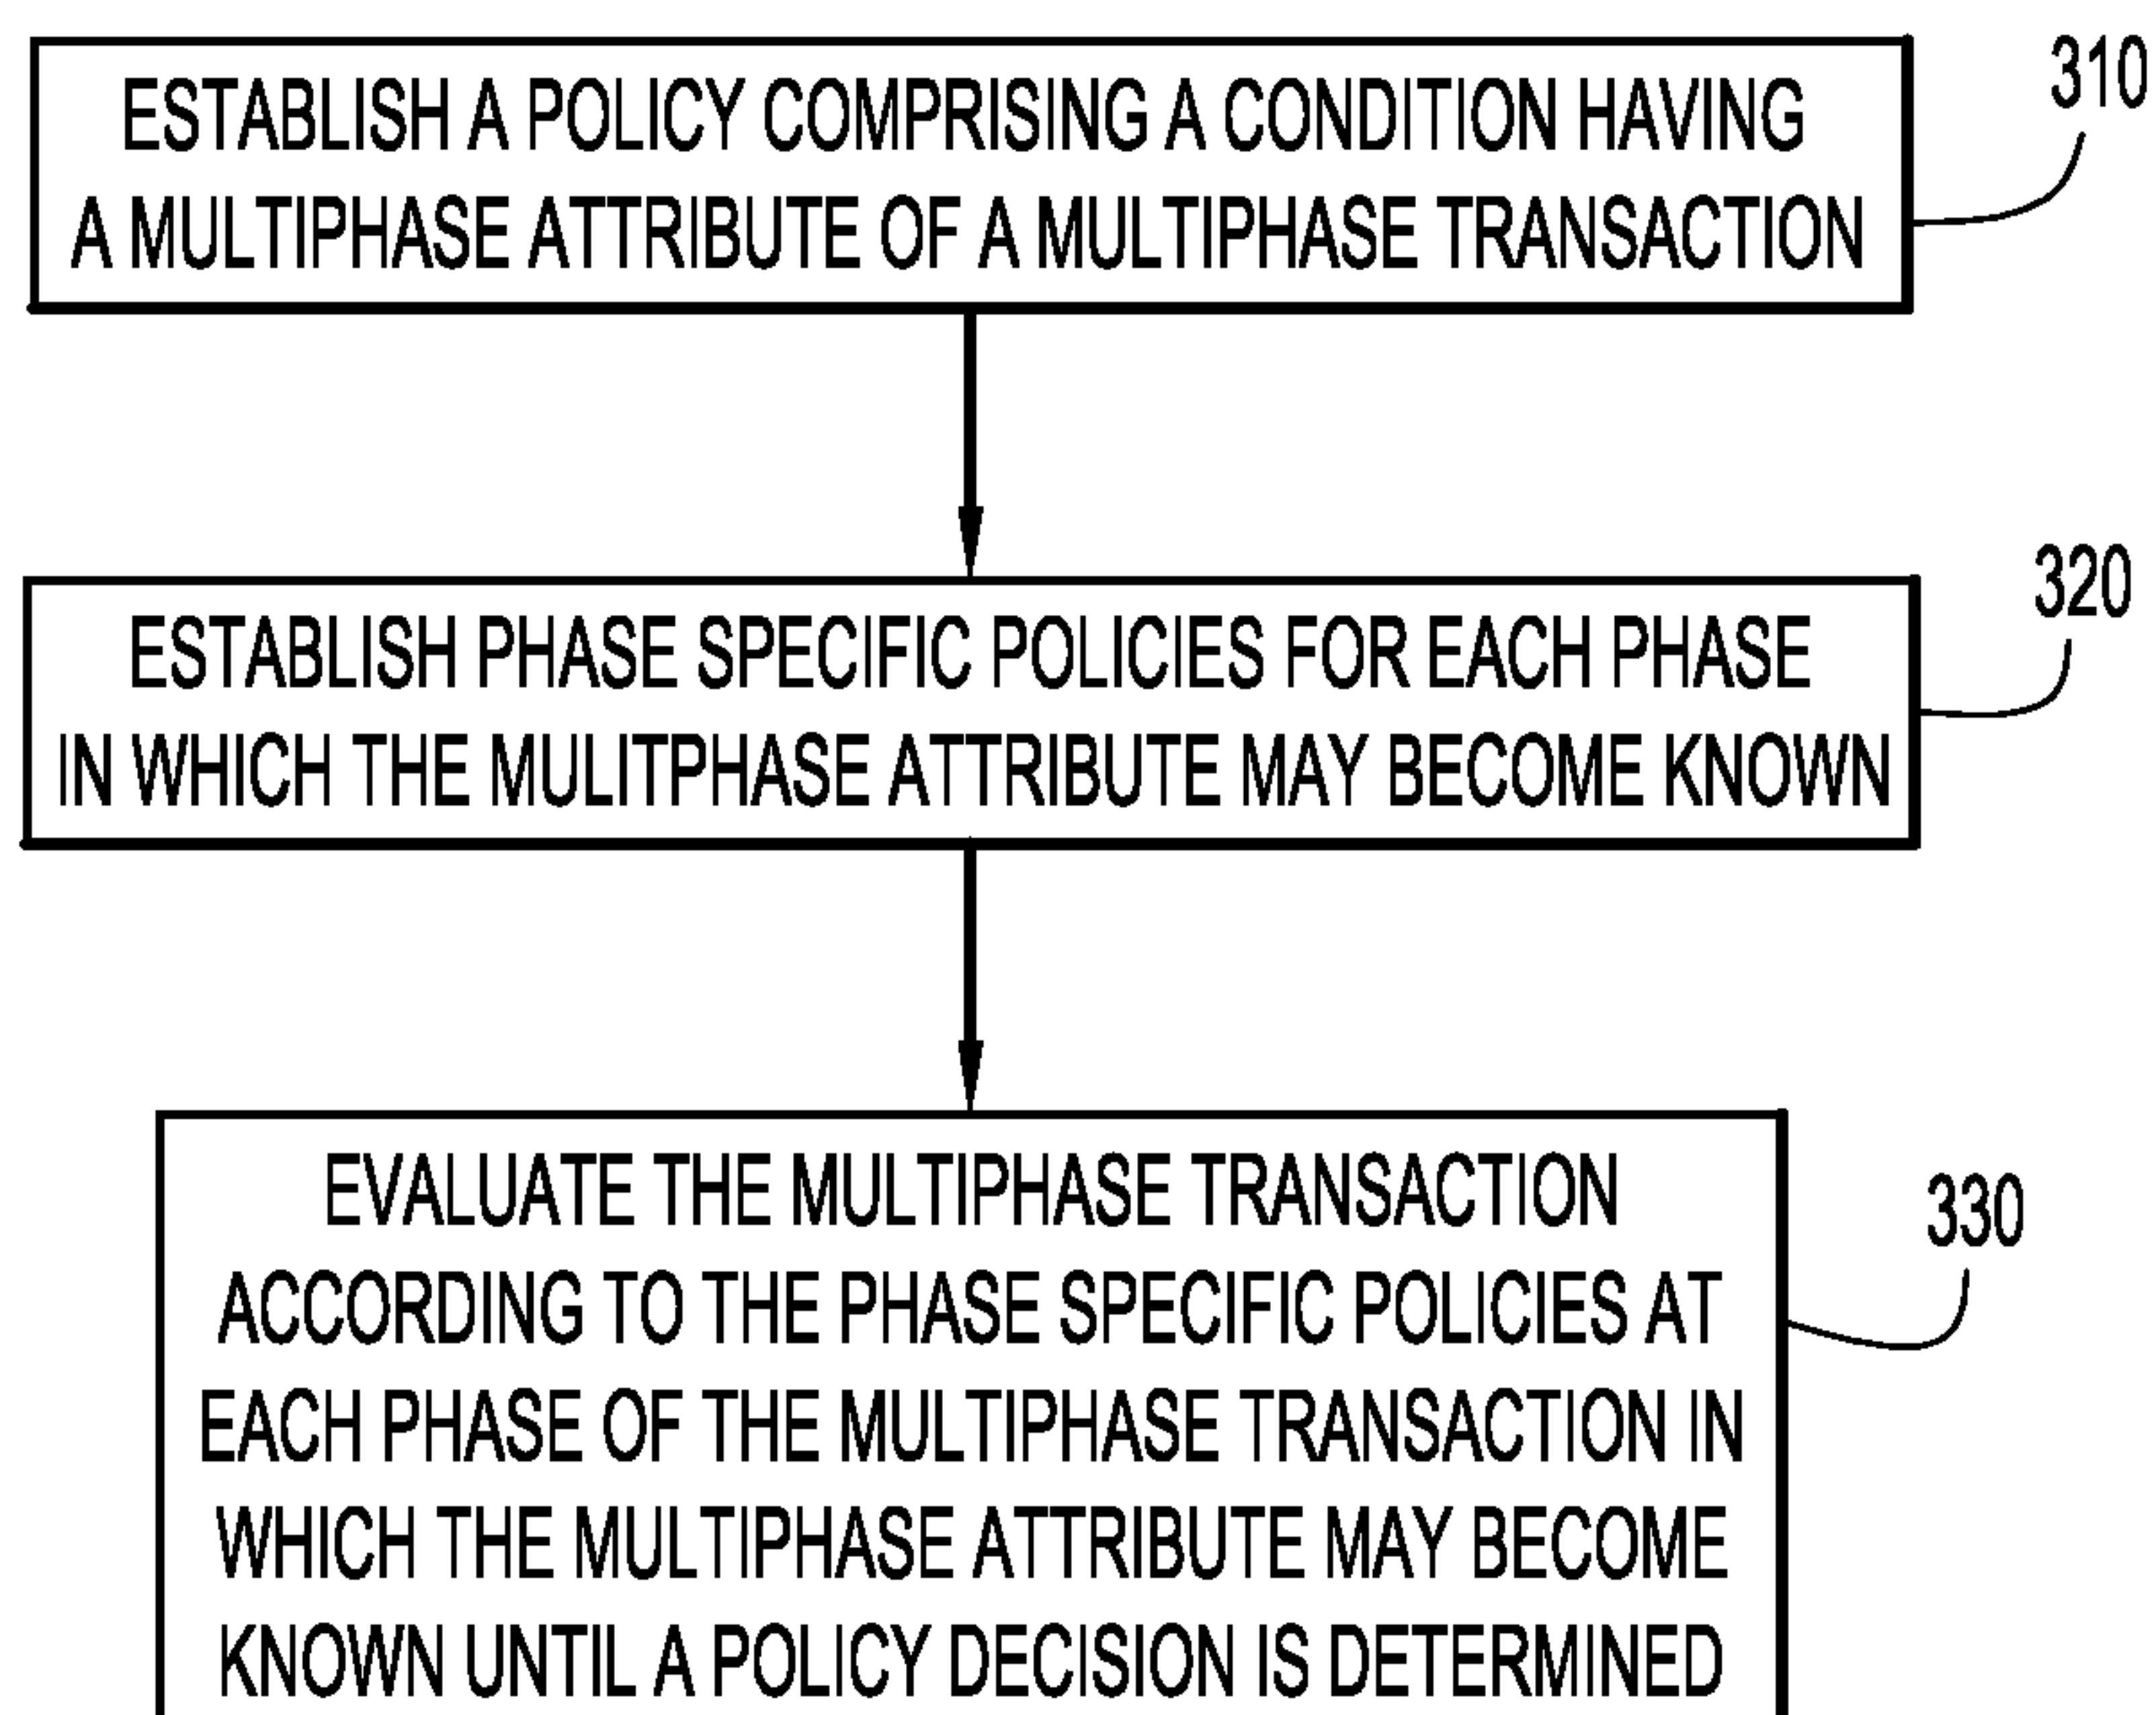 310
ESTABLISH A POLICY COMPRISING A CONDITION HAVING
A MULTIPHASE ATTRIBUTE OF A MULTIPHASE TRANSACTION
320
ESTABLISH PHASE SPECIFIC POLICIES FOR EACH PHASE
IN WHICH THE MULITPHASE ATTRIBUTE MAY BECOME KNOWN
330
EVALUATE THE MULTIPHASE TRANSACTION
ACCORDING TO THE PHASE SPECIFIC POLICIES AT
EACH PHASE OF THE MULTIPHASE TRANSACTION IN
WHICH THE MULTIPHASE ATTRIBUTE MAY BECOME
KNOWN UNTIL A POLICY DECISION IS DETERMINED